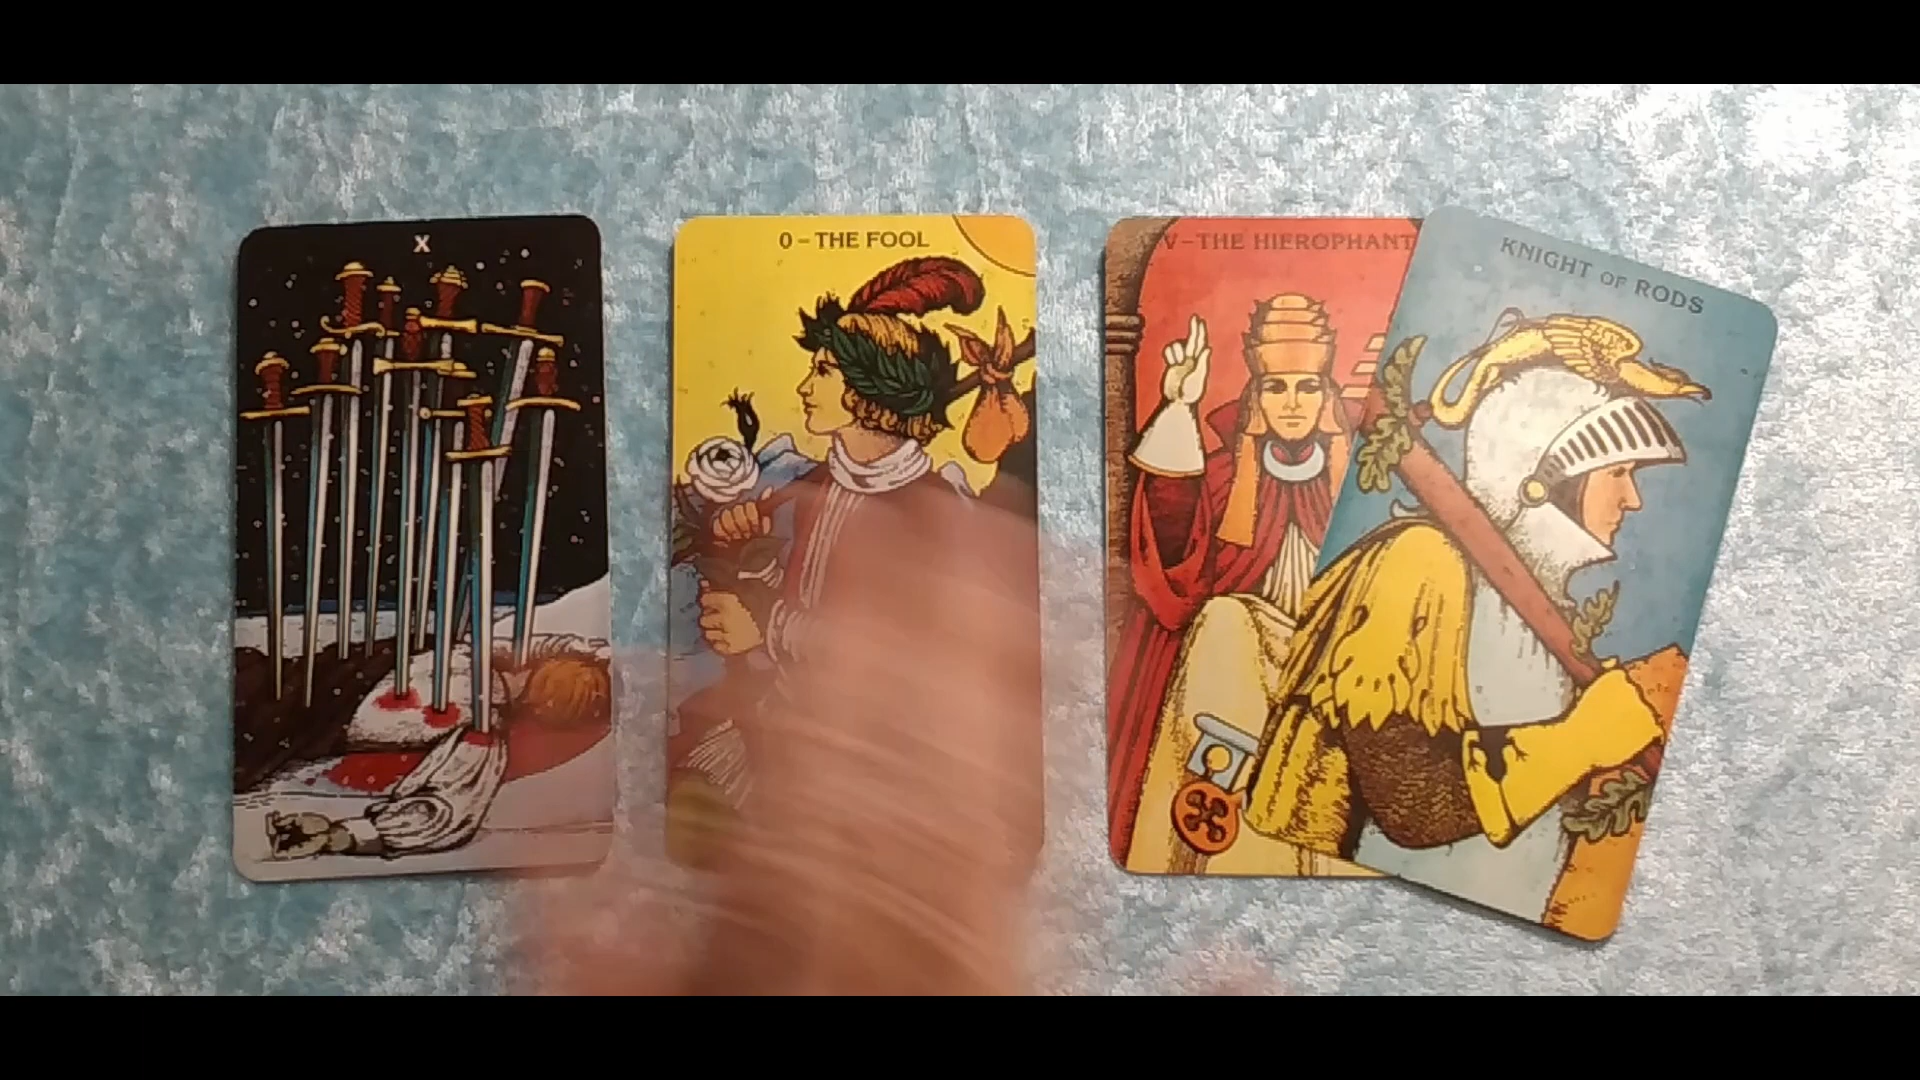 X
0 – THE FOOL
V – THE HIEROPHANT
KNIGHT OF RODS